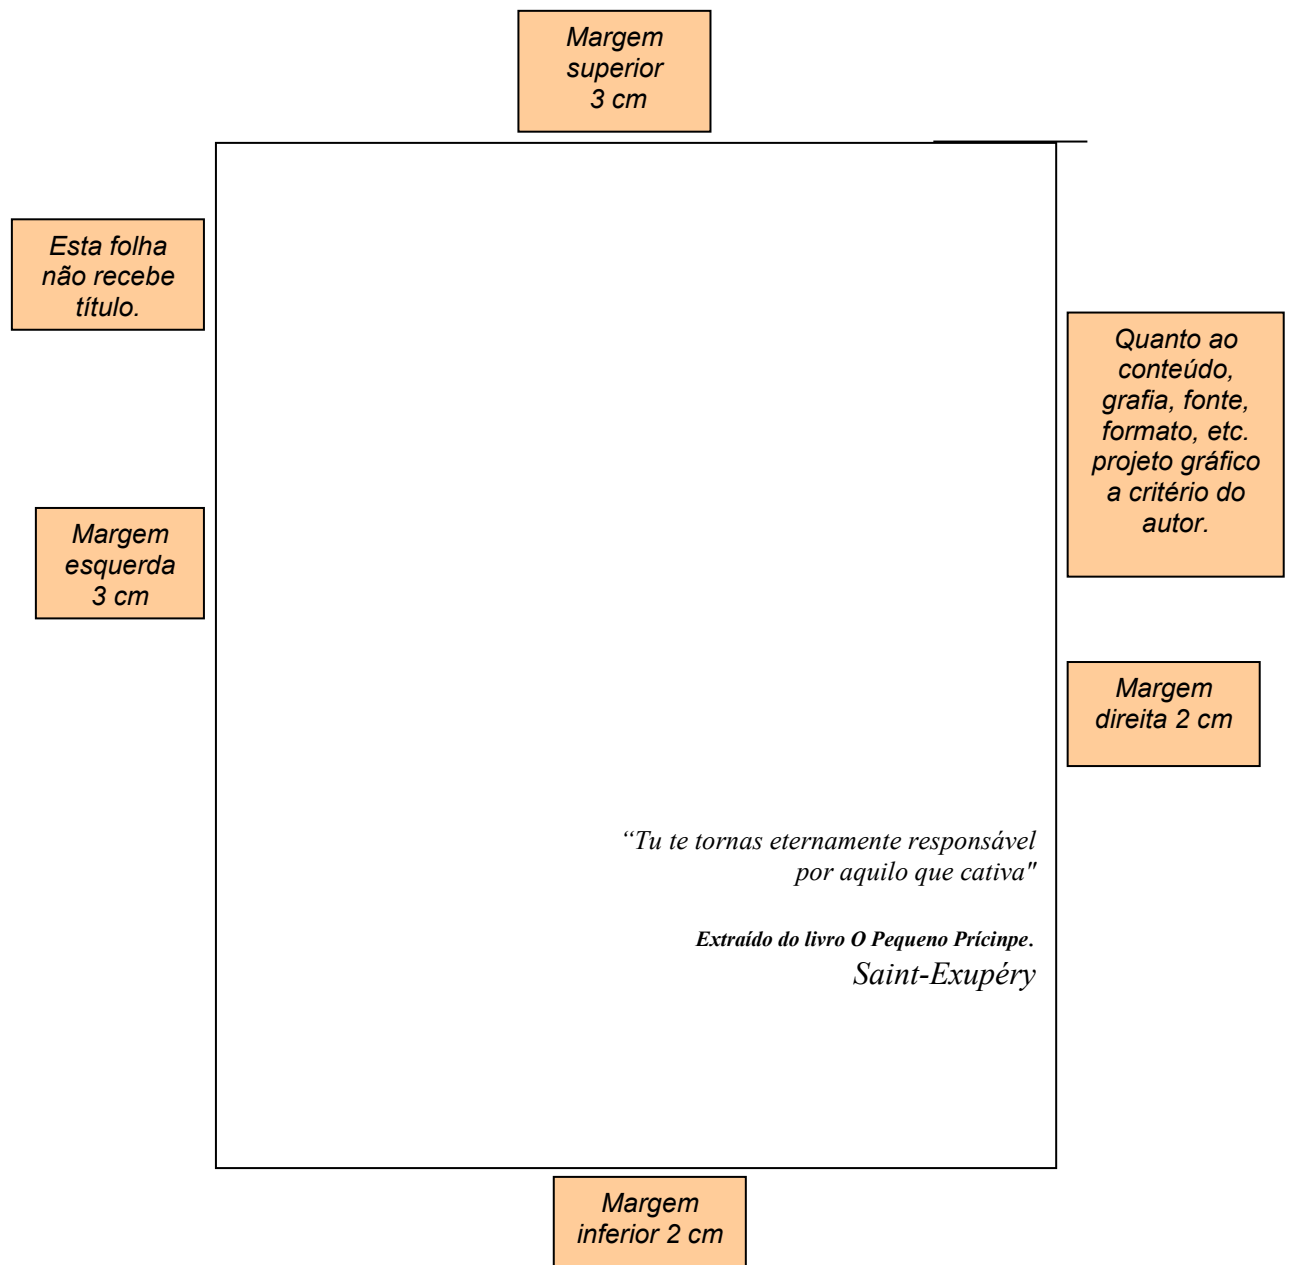 Margem
superior
3 cm
Esta folha
não recebe
título.
Quanto ao
conteúdo,
grafia, fonte,
formato, etc.
projeto gráfico
a critério do
autor.
Margem
esquerda
3 cm
Margem
direita 2 cm
“Tu te tornas eternamente responsável
por aquilo que cativa"
Extraído do livro O Pequeno Prícinpe.
Saint-Exupéry
Margem
inferior 2 cm